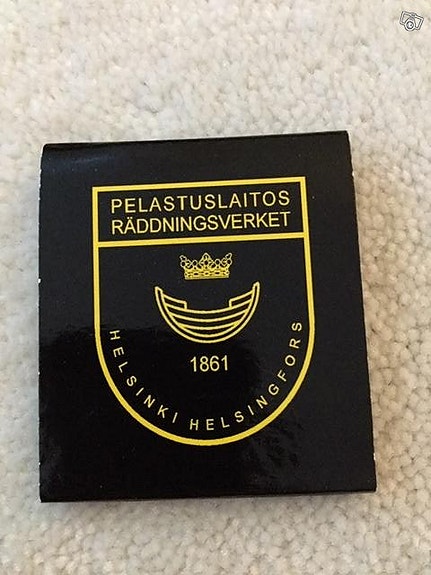 PELASTUSLAITOS
RÄDDNINGSVERKET
1861
HELSINKI HELSINGFORS